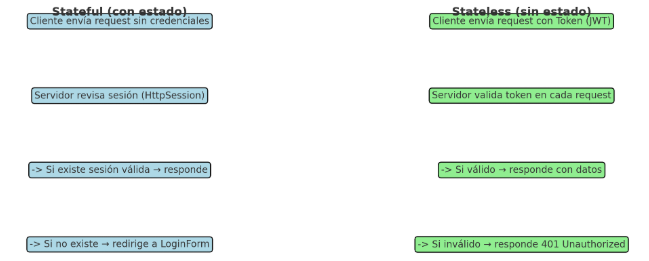 Stateful (con estado)
Cliente envía request sin credenciales
Servidor revisa sesión (HttpSession)
-> Si existe sesión válida → responde
-> Si no existe → redirige a LoginForm
Stateless (sin estado)
Cliente envía request con Token (JWT)
Servidor valida token en cada request
-> Si válido → responde con datos
-> Si inválido → responde 401 Unauthorized